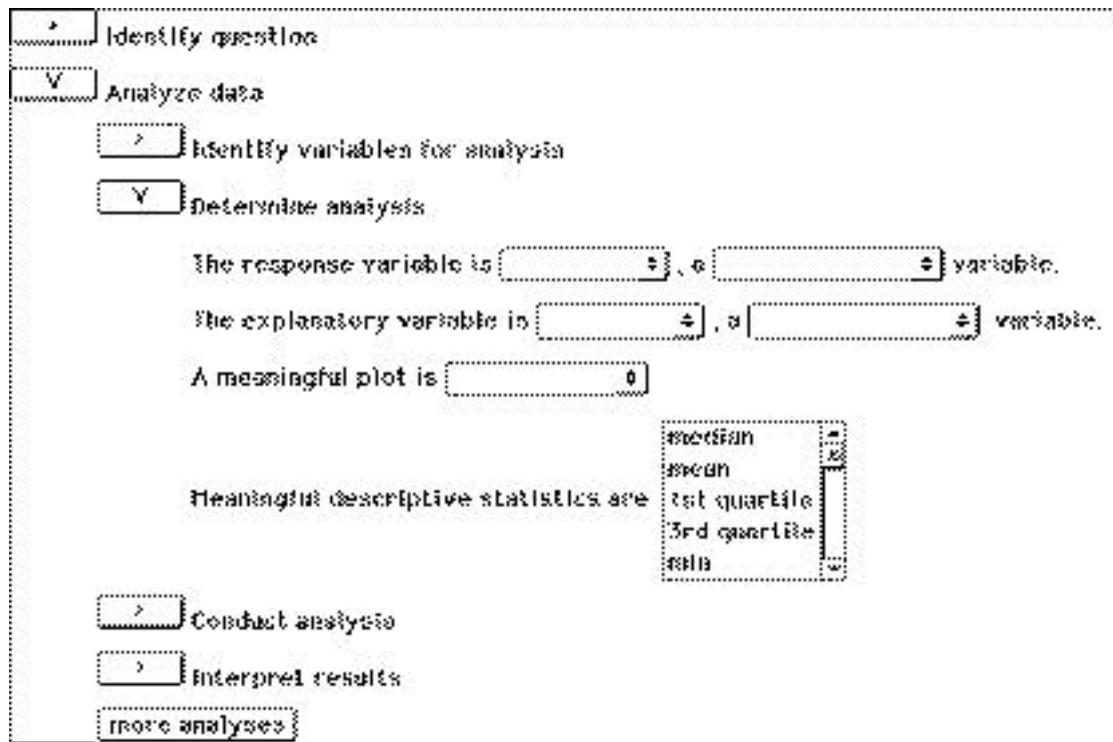 > Identify question
V Analyze data
> Identify variables for analysis
V Determine analysis
The response variable is , a variable.
The explanatory variable is , a variable.
A meaningful plot is
median
mean
Meaningful descriptive statistics are 1st quartile
3rd quartile
min
> Conduct analysis
> Interpret results
more analyses